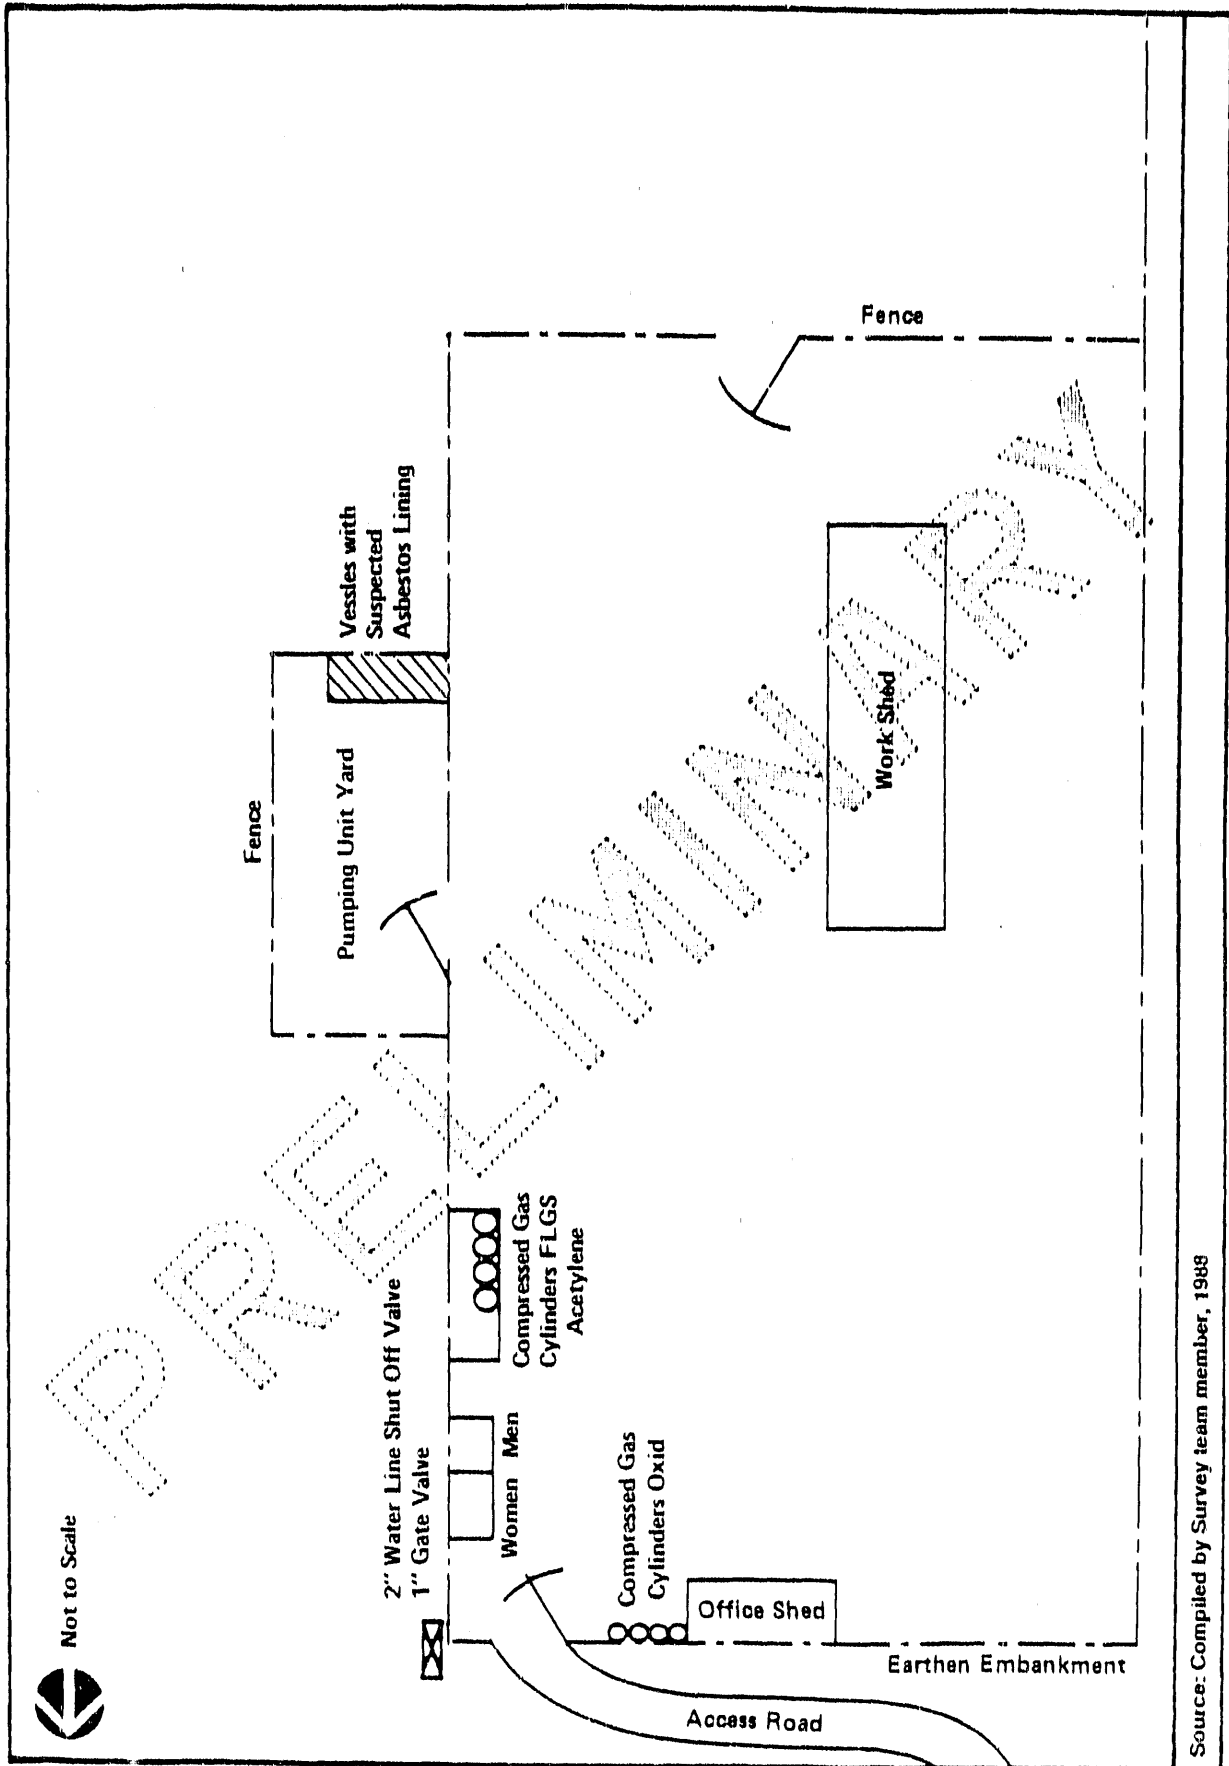 Not to Scale
PRELIMINARY
2" Water Line Shut Off Valve
1" Gate Valve
Women Men
Compressed Gas
Cylinders FLGS
Acetylene
Fence
Pumping Unit Yard
Vessles with
Suspected
Asbestos Lining
Fence
Compressed Gas
Cylinders Oxid
Office Shed
Work Shed
Earthen Embankment
Access Road
Source: Compiled by Survey team member, 1988